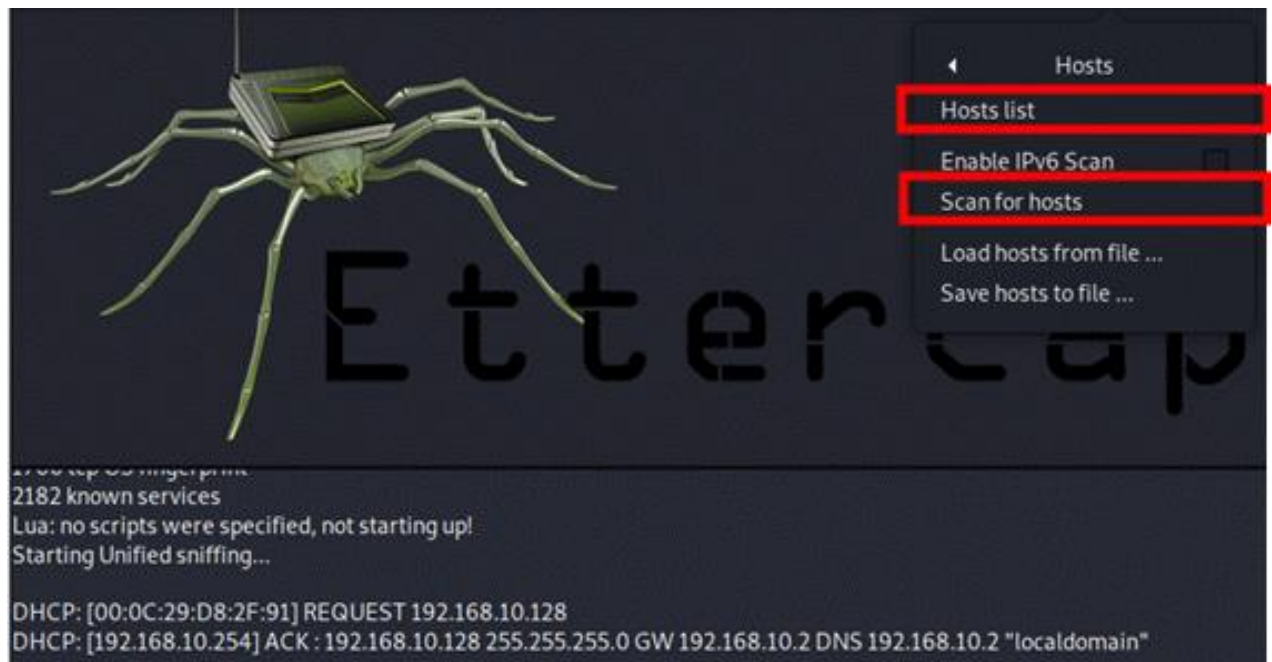 Hosts
Hosts list
Enable IPv6 Scan
Scan for hosts
Load hosts from file ...
Save hosts to file ...
Ettercap
2182 known services
Lua: no scripts were specified, not starting up!
Starting Unified sniffing...
DHCP: [00:0C:29:D8:2F:91] REQUEST 192.168.10.128
DHCP: [192.168.10.254] ACK : 192.168.10.128 255.255.255.0 GW 192.168.10.2 DNS 192.168.10.2 "localdomain"